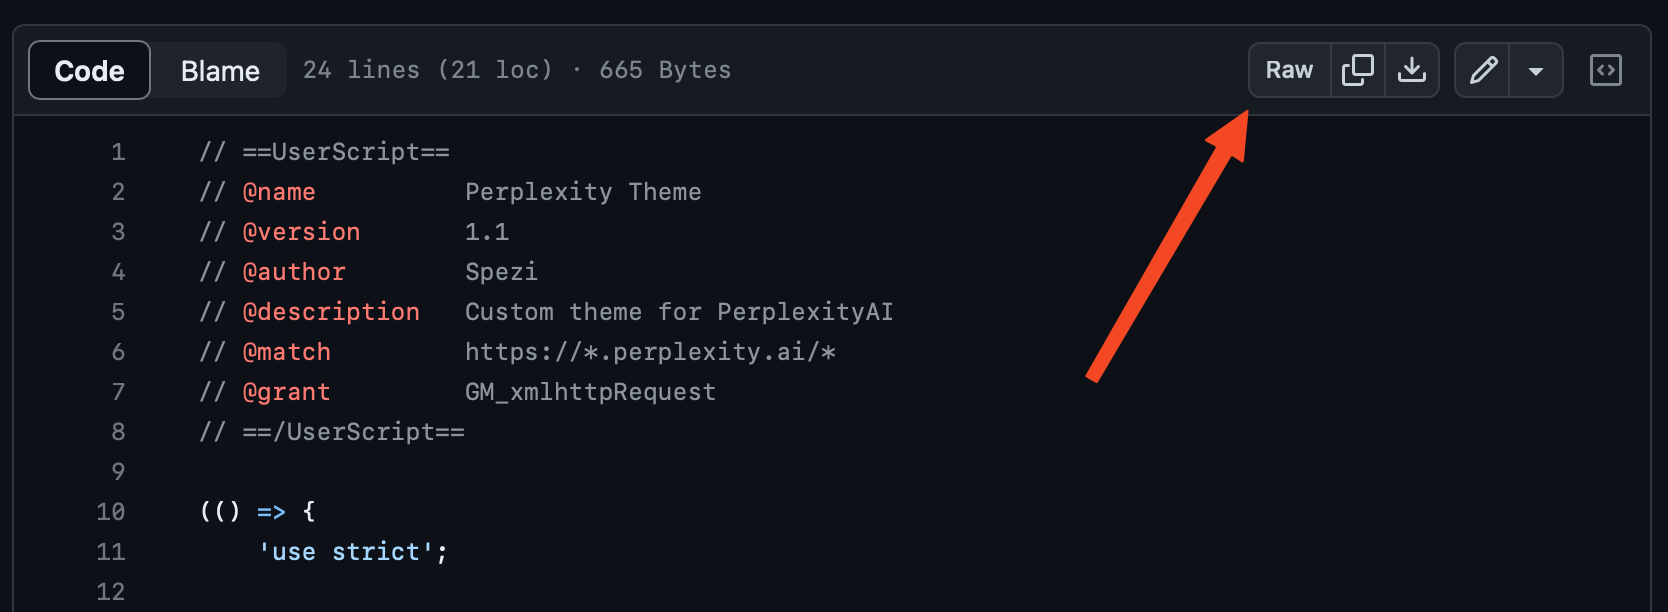 Code Blame 24 lines (21 loc) · 665 Bytes Raw
1 // ==UserScript==
2 // @name Perplexity Theme
3 // @version 1.1
4 // @author Spezi
5 // @description Custom theme for PerplexityAI
6 // @match https://*.perplexity.ai/*
7 // @grant GM_xmlhttpRequest
8 // ==/UserScript==
9
10 (() => {
11 'use strict';
12